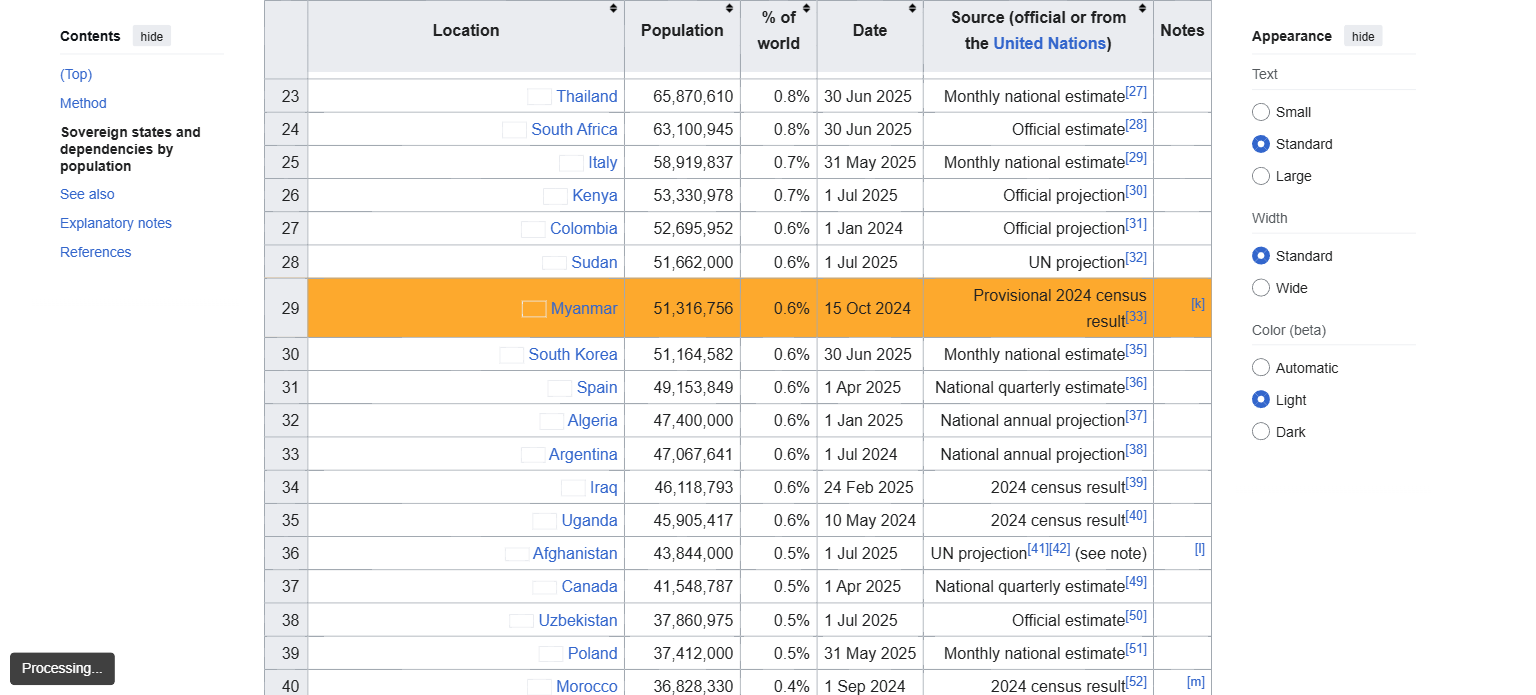 Contents hide
(Top)
Method
Sovereign states and
dependencies by
population
See also
Explanatory notes
References
Location Population % of world Date Source (official or from the United Nations) Notes
23 Thailand 65,870,610 0.8% 30 Jun 2025 Monthly national estimate[27]
24 South Africa 63,100,945 0.8% 30 Jun 2025 Official estimate[28]
25 Italy 58,919,837 0.7% 31 May 2025 Monthly national estimate[29]
26 Kenya 53,330,978 0.7% 1 Jul 2025 Official projection[30]
27 Colombia 52,695,952 0.6% 1 Jan 2024 Official projection[31]
28 Sudan 51,662,000 0.6% 1 Jul 2025 UN projection[32]
29 Myanmar 51,316,756 0.6% 15 Oct 2024 Provisional 2024 census result[33] [k]
30 South Korea 51,164,582 0.6% 30 Jun 2025 Monthly national estimate[35]
31 Spain 49,153,849 0.6% 1 Apr 2025 National quarterly estimate[36]
32 Algeria 47,400,000 0.6% 1 Jan 2025 National annual projection[37]
33 Argentina 47,067,641 0.6% 1 Jul 2024 National annual projection[38]
34 Iraq 46,118,793 0.6% 24 Feb 2025 2024 census result[39]
35 Uganda 45,905,417 0.6% 10 May 2024 2024 census result[40]
36 Afghanistan 43,844,000 0.5% 1 Jul 2025 UN projection[41][42] (see note) [l]
37 Canada 41,548,787 0.5% 1 Apr 2025 National quarterly estimate[49]
38 Uzbekistan 37,860,975 0.5% 1 Jul 2025 Official estimate[50]
39 Poland 37,412,000 0.5% 31 May 2025 Monthly national estimate[51]
40 Morocco 36,828,330 0.4% 1 Sep 2024 2024 census result[52] [m]
Appearance hide
Text
Small
Standard
Large
Width
Standard
Wide
Color (beta)
Automatic
Light
Dark
Processing...